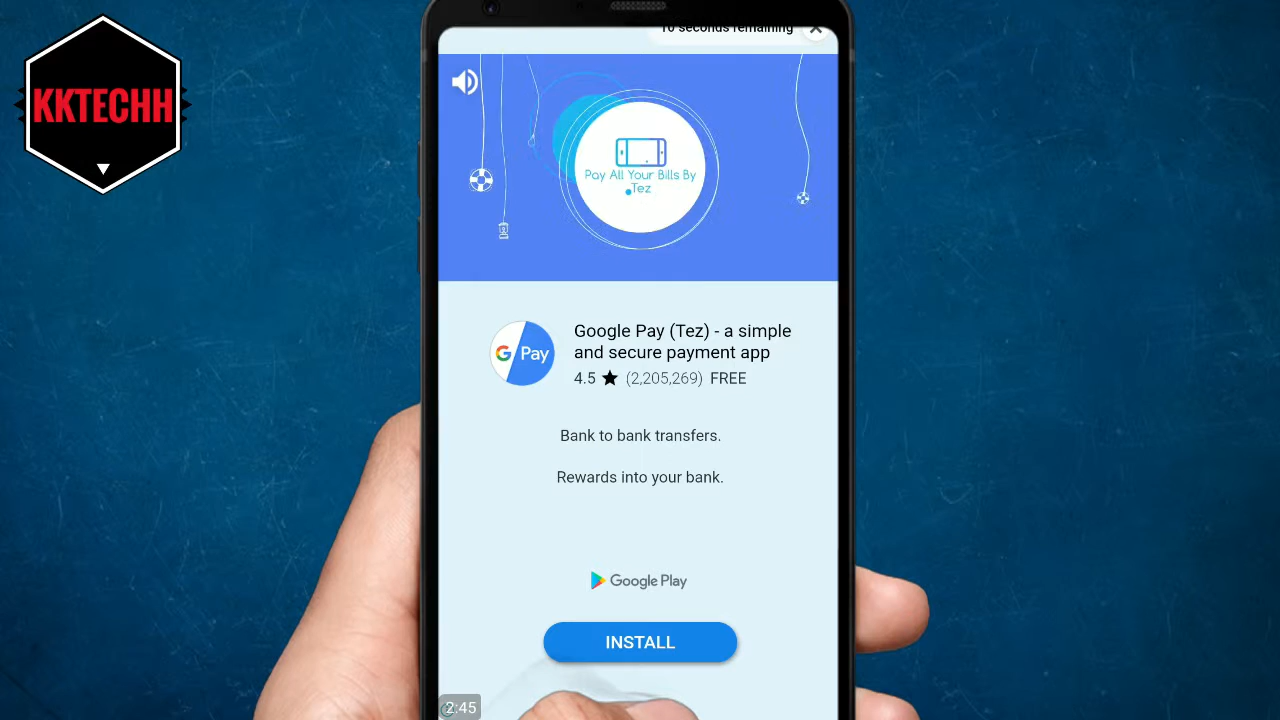 KKTECHH
10 seconds remaining
Pay All Your Bills By
Tez
G Pay
Google Pay (Tez) - a simple
and secure payment app
4.5 ★ (2,205,269) FREE
Bank to bank transfers.
Rewards into your bank.
Google Play
INSTALL
2:45